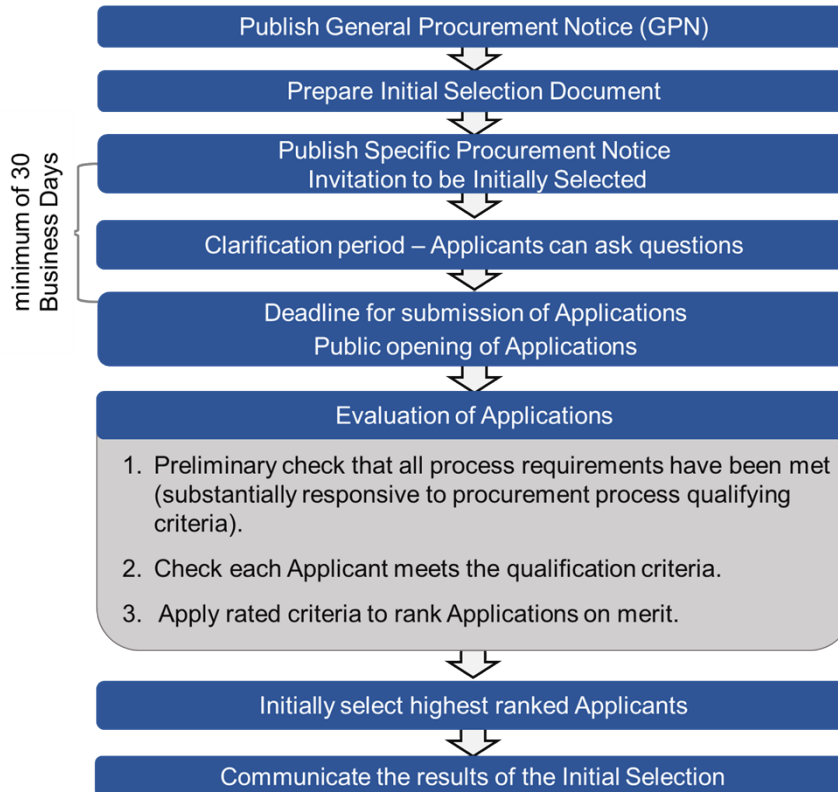 Publish General Procurement Notice (GPN)
Prepare Initial Selection Document
minimum of 30
Business Days
Publish Specific Procurement Notice
Invitation to be Initially Selected
Clarification period – Applicants can ask questions
Deadline for submission of Applications
Public opening of Applications
Evaluation of Applications
1. Preliminary check that all process requirements have been met
(substantially responsive to procurement process qualifying
criteria).
2. Check each Applicant meets the qualification criteria.
3. Apply rated criteria to rank Applications on merit.
Initially select highest ranked Applicants
Communicate the results of the Initial Selection